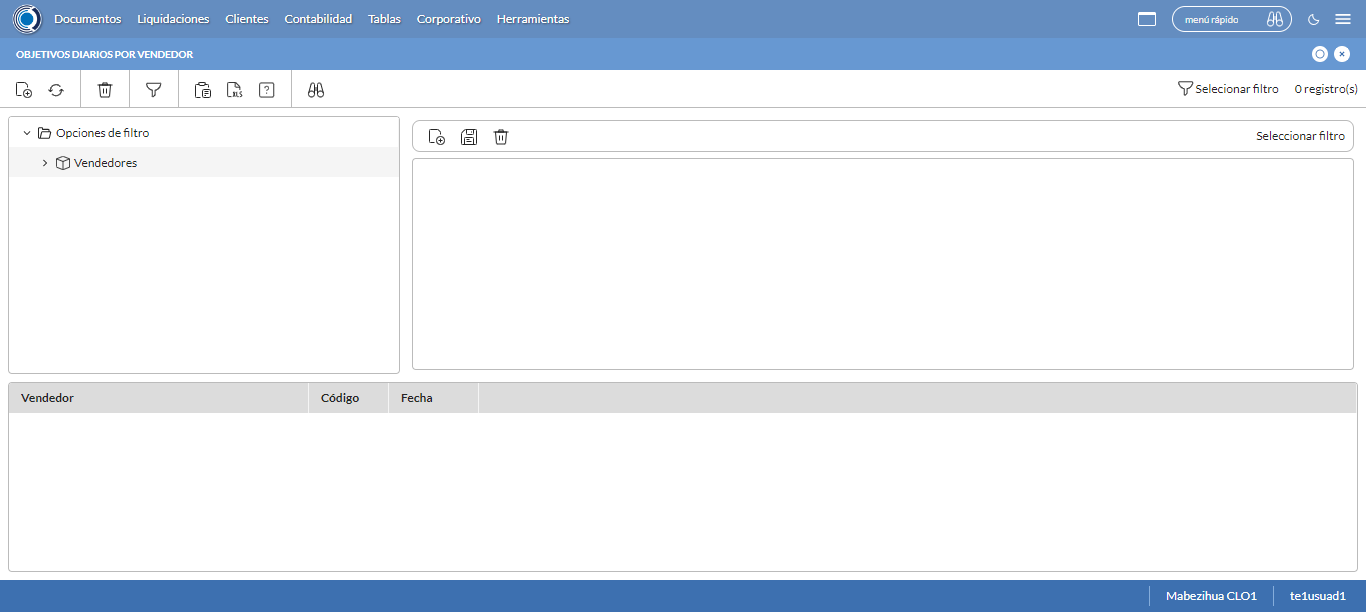 Documentos Liquidaciones Clientes Contabilidad Tablas Corporativo Herramientas menú rápido
OBJETIVOS DIARIOS POR VENDEDOR
XLS ? Selecionar filtro 0 registro(s)
Opciones de filtro
Vendedores
Seleccionar filtro
Vendedor Código Fecha
Mabezihua CLO1 te1usuad1